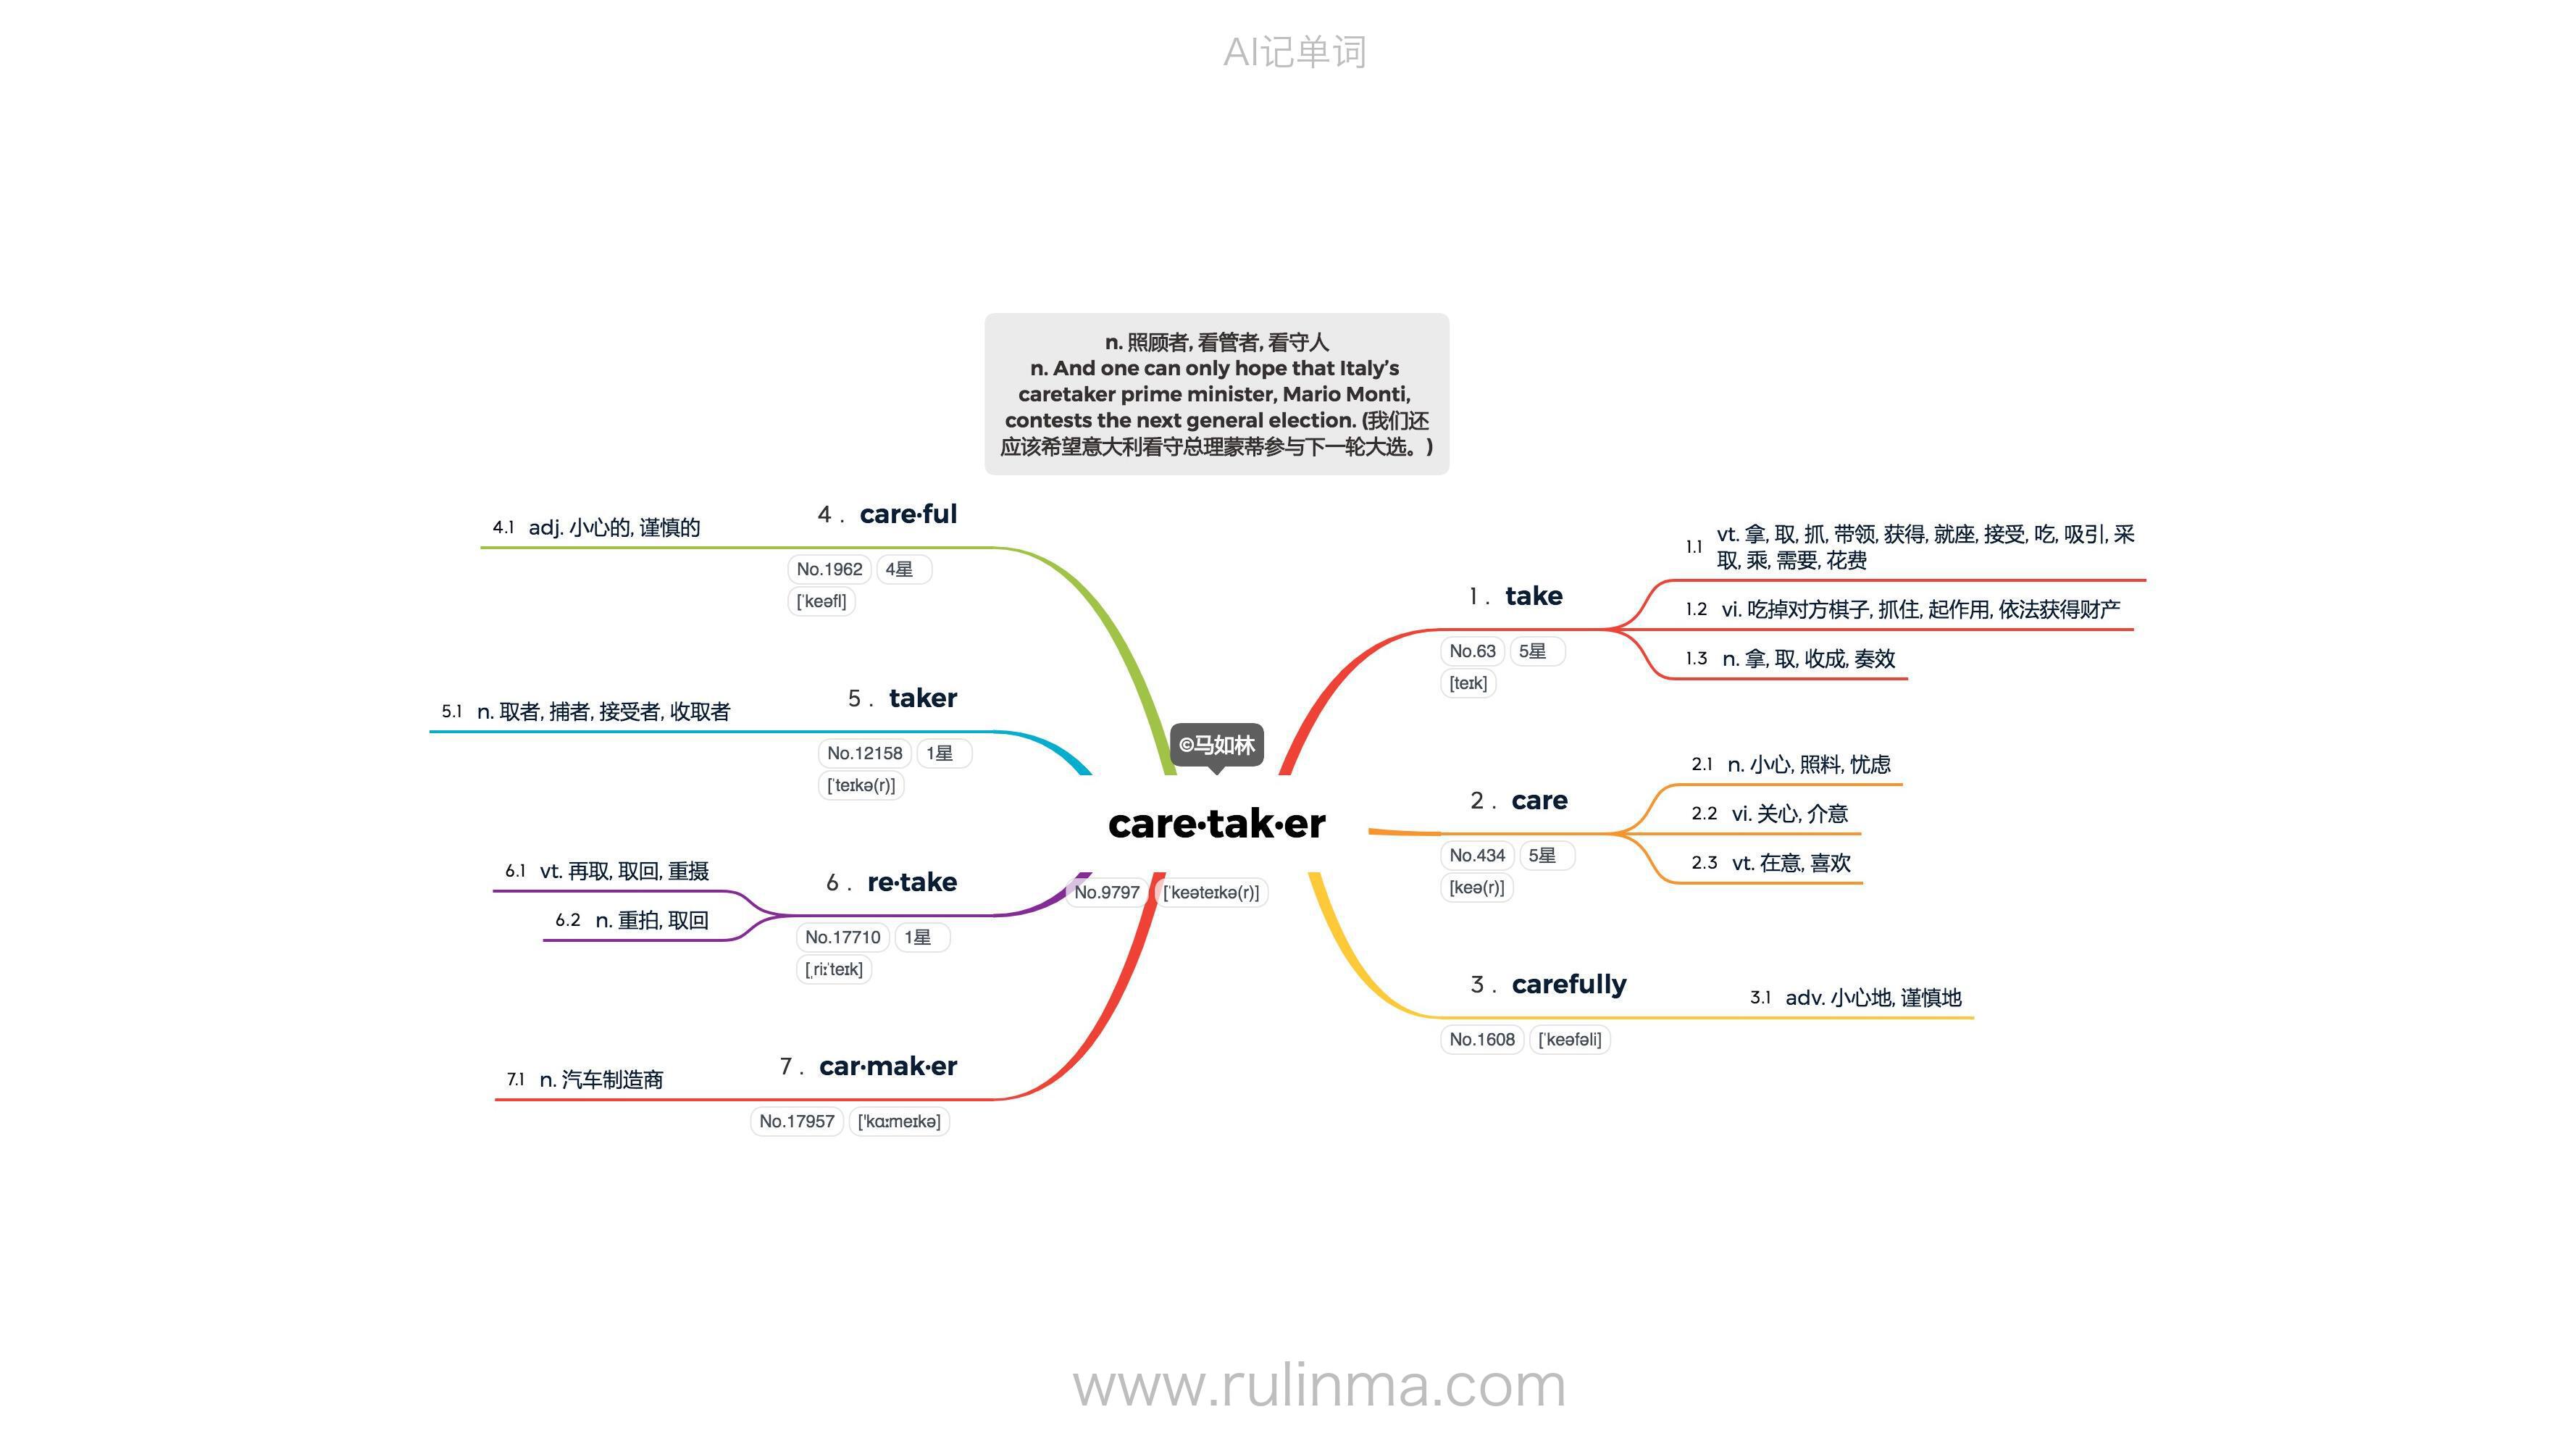 AI记单词
n. 照顾者, 看管者, 看守人
n. And one can only hope that Italy’s
caretaker prime minister, Mario Monti,
contests the next general election. (我们还
应该希望意大利看守总理蒙蒂参与下一轮大选。)
©马如林
care·tak·er
No.9797 [ˈkeəteɪkə(r)]
1 . take
No.63 5星
[teɪk]
1.1 vt. 拿, 取, 抓, 带领, 获得, 就座, 接受, 吃, 吸引, 采
取, 乘, 需要, 花费
1.2 vi. 吃掉对方棋子, 抓住, 起作用, 依法获得财产
1.3 n. 拿, 取, 收成, 奏效
2 . care
No.434 5星
[keə(r)]
2.1 n. 小心, 照料, 忧虑
2.2 vi. 关心, 介意
2.3 vt. 在意, 喜欢
3 . carefully
No.1608 [ˈkeəfəli]
3.1 adv. 小心地, 谨慎地
4 . care·ful
No.1962 4星
[ˈkeəfl]
4.1 adj. 小心的, 谨慎的
5 . taker
No.12158 1星
[ˈteɪkə(r)]
5.1 n. 取者, 捕者, 接受者, 收取者
6 . re·take
No.17710 1星
[ˌriːˈteɪk]
6.1 vt. 再取, 取回, 重摄
6.2 n. 重拍, 取回
7 . car·mak·er
No.17957 ['kɑːmeɪkə]
7.1 n. 汽车制造商
www.rulinma.com